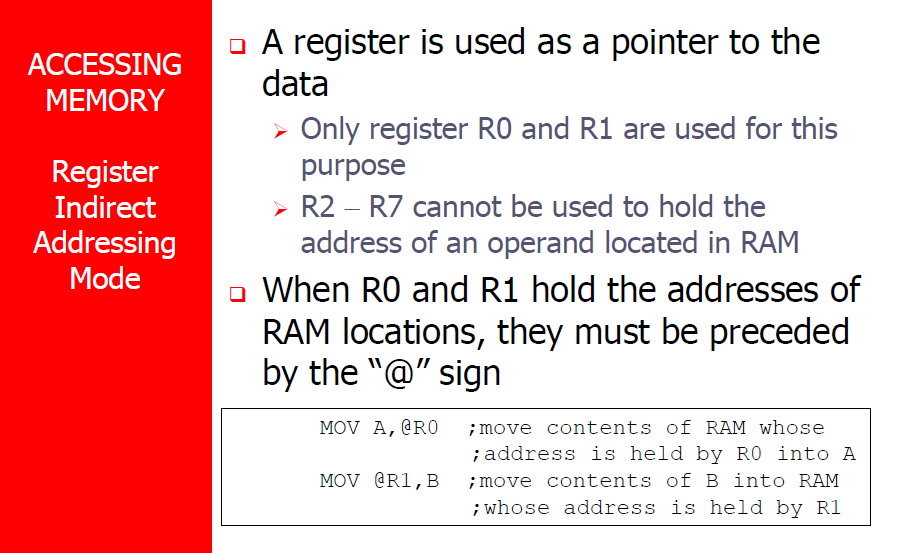 ACCESSING
MEMORY
Register
Indirect
Addressing
Mode
A register is used as a pointer to the
data
Only register R0 and R1 are used for this
purpose
R2 – R7 cannot be used to hold the
address of an operand located in RAM
When R0 and R1 hold the addresses of
RAM locations, they must be preceded
by the “@” sign
MOV A,@R0 ;move contents of RAM whose
;address is held by R0 into A
MOV @R1,B ;move contents of B into RAM
;whose address is held by R1